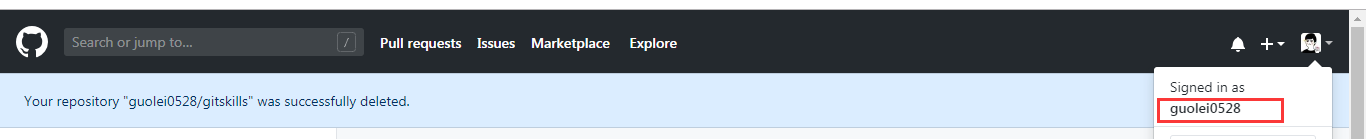 Search or jump to... / Pull requests Issues Marketplace Explore
Your repository "guolei0528/gitskills" was successfully deleted.
Signed in as
guolei0528